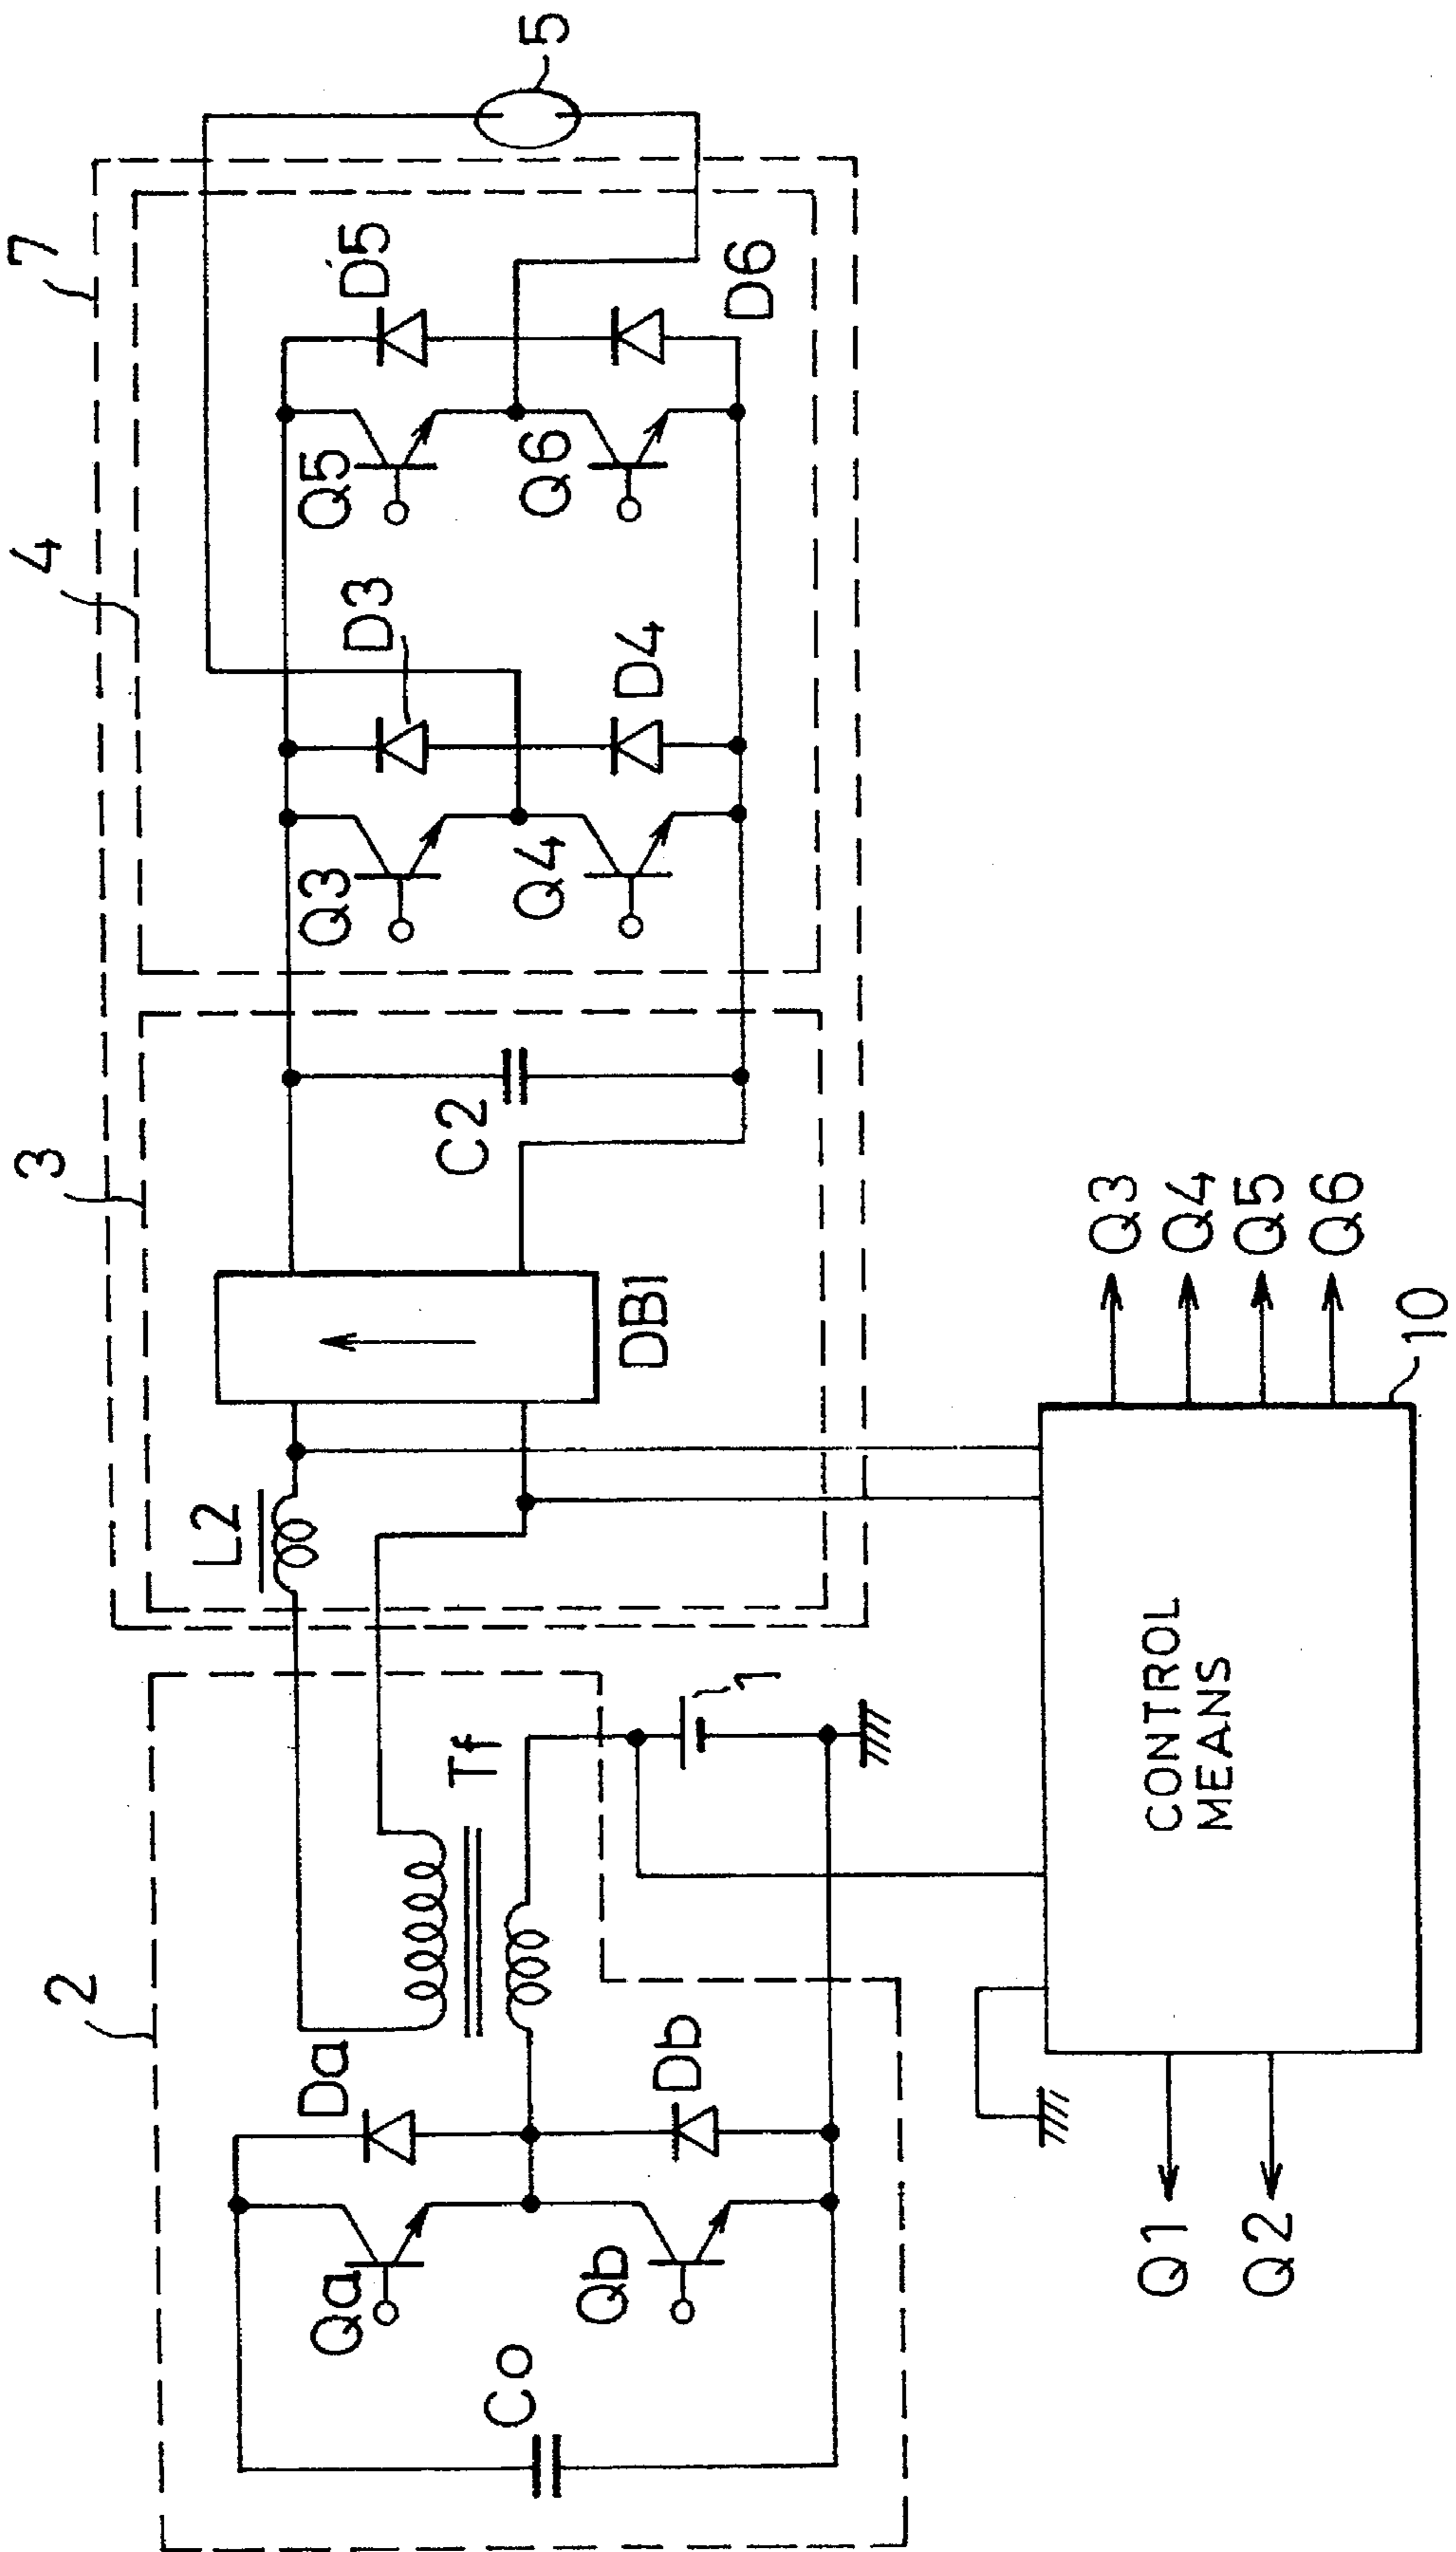 7
4
3
2
5
D5
D6
Q5
Q6
D3
D4
Q3
Q4
C2
DB1
L2
Tf
1
Da
Db
Qa
Qb
Co
CONTROL
MEANS
10
Q3
Q4
Q5
Q6
Q1
Q2